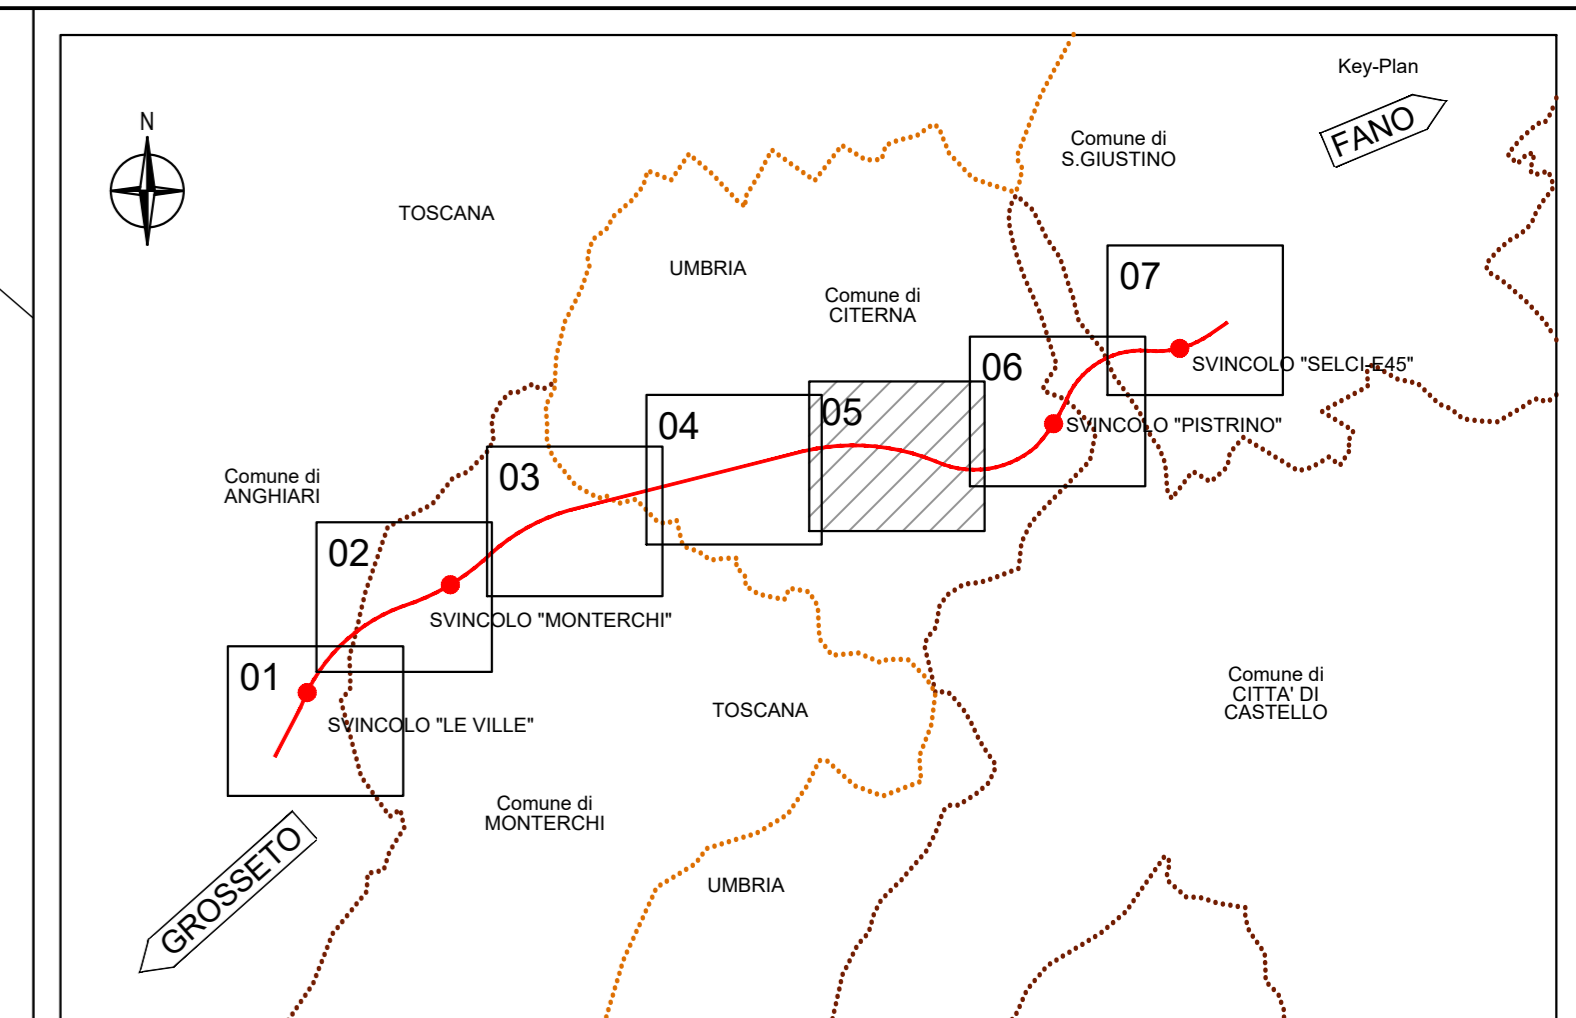 Key-Plan
FANO
N
Comune di
S.GIUSTINO
TOSCANA
UMBRIA
Comune di
CITERNA
07
SVINCOLO "SELCI-E45"
06
SVINCOLO "PISTRINO"
05
04
03
Comune di
ANGHIARI
02
SVINCOLO "MONTERCHI"
01
SVINCOLO "LE VILLE"
TOSCANA
Comune di
CITTA' DI
CASTELLO
Comune di
MONTERCHI
GROSSETO
UMBRIA